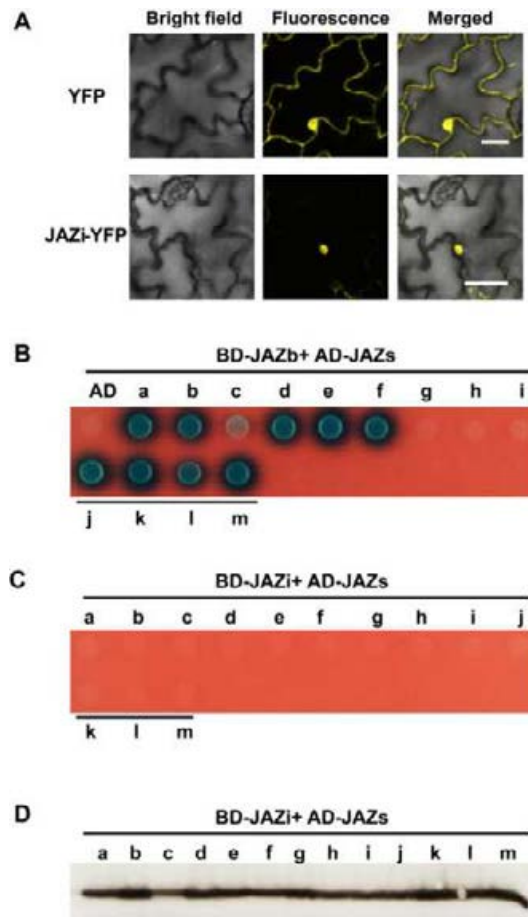 A
Bright field Fluorescence Merged
YFP
JAZi-YFP
B
BD-JAZb+ AD-JAZs
AD a b c d e f g h i
j k l m
C
BD-JAZi+ AD-JAZs
a b c d e f g h i j
k l m
D
BD-JAZi+ AD-JAZs
a b c d e f g h i j k l m